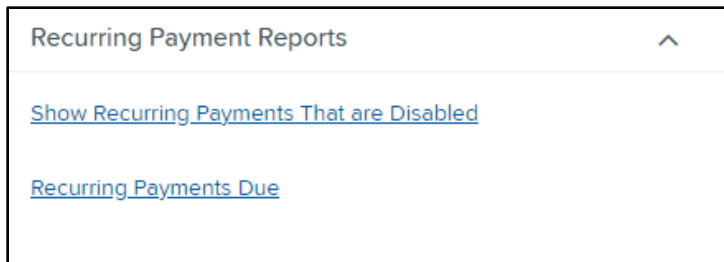 Recurring Payment Reports
Show Recurring Payments That are Disabled
Recurring Payments Due